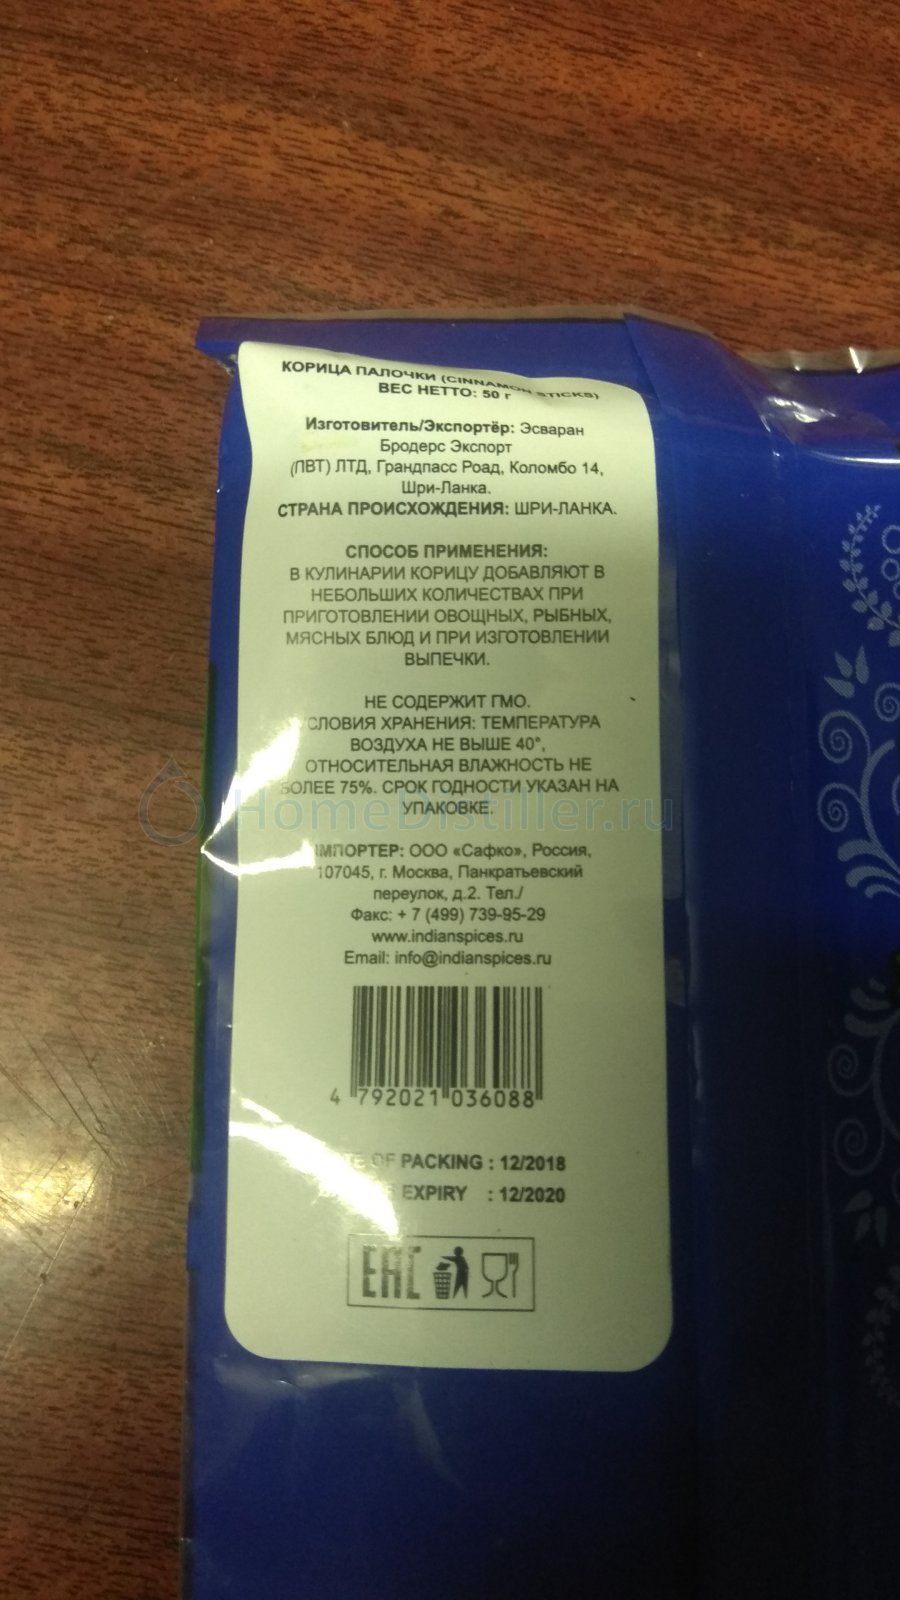 КОРИЦА ПАЛОЧКИ (CINNAMON STICKS)
ВЕС НЕТТО: 50 г
Изготовитель/Экспортёр: Эсваран
Бродерс Экспорт
(ПВТ) ЛТД, Грандпасс Роад, Коломбо 14,
Шри-Ланка.
СТРАНА ПРОИСХОЖДЕНИЯ: ШРИ-ЛАНКА.
СПОСОБ ПРИМЕНЕНИЯ:
В КУЛИНАРИИ КОРИЦУ ДОБАВЛЯЮТ В
НЕБОЛЬШИХ КОЛИЧЕСТВАХ ПРИ
ПРИГОТОВЛЕНИИ ОВОЩНЫХ, РЫБНЫХ,
МЯСНЫХ БЛЮД И ПРИ ИЗГОТОВЛЕНИИ
ВЫПЕЧКИ.
НЕ СОДЕРЖИТ ГМО.
УСЛОВИЯ ХРАНЕНИЯ: ТЕМПЕРАТУРА
ВОЗДУХА НЕ ВЫШЕ 40°,
ОТНОСИТЕЛЬНАЯ ВЛАЖНОСТЬ НЕ
БОЛЕЕ 75%. СРОК ГОДНОСТИ УКАЗАН НА
УПАКОВКЕ.
HomeDistiller.ru
ИМПОРТЕР: ООО «Сафко», Россия,
107045, г. Москва, Панкратьевский
переулок, д.2. Тел./
Факс: + 7 (499) 739-95-29
www.indianspices.ru
Email: info@indianspices.ru
4 792021 036088
OF PACKING : 12/2018
EXPIRY : 12/2020
EAC